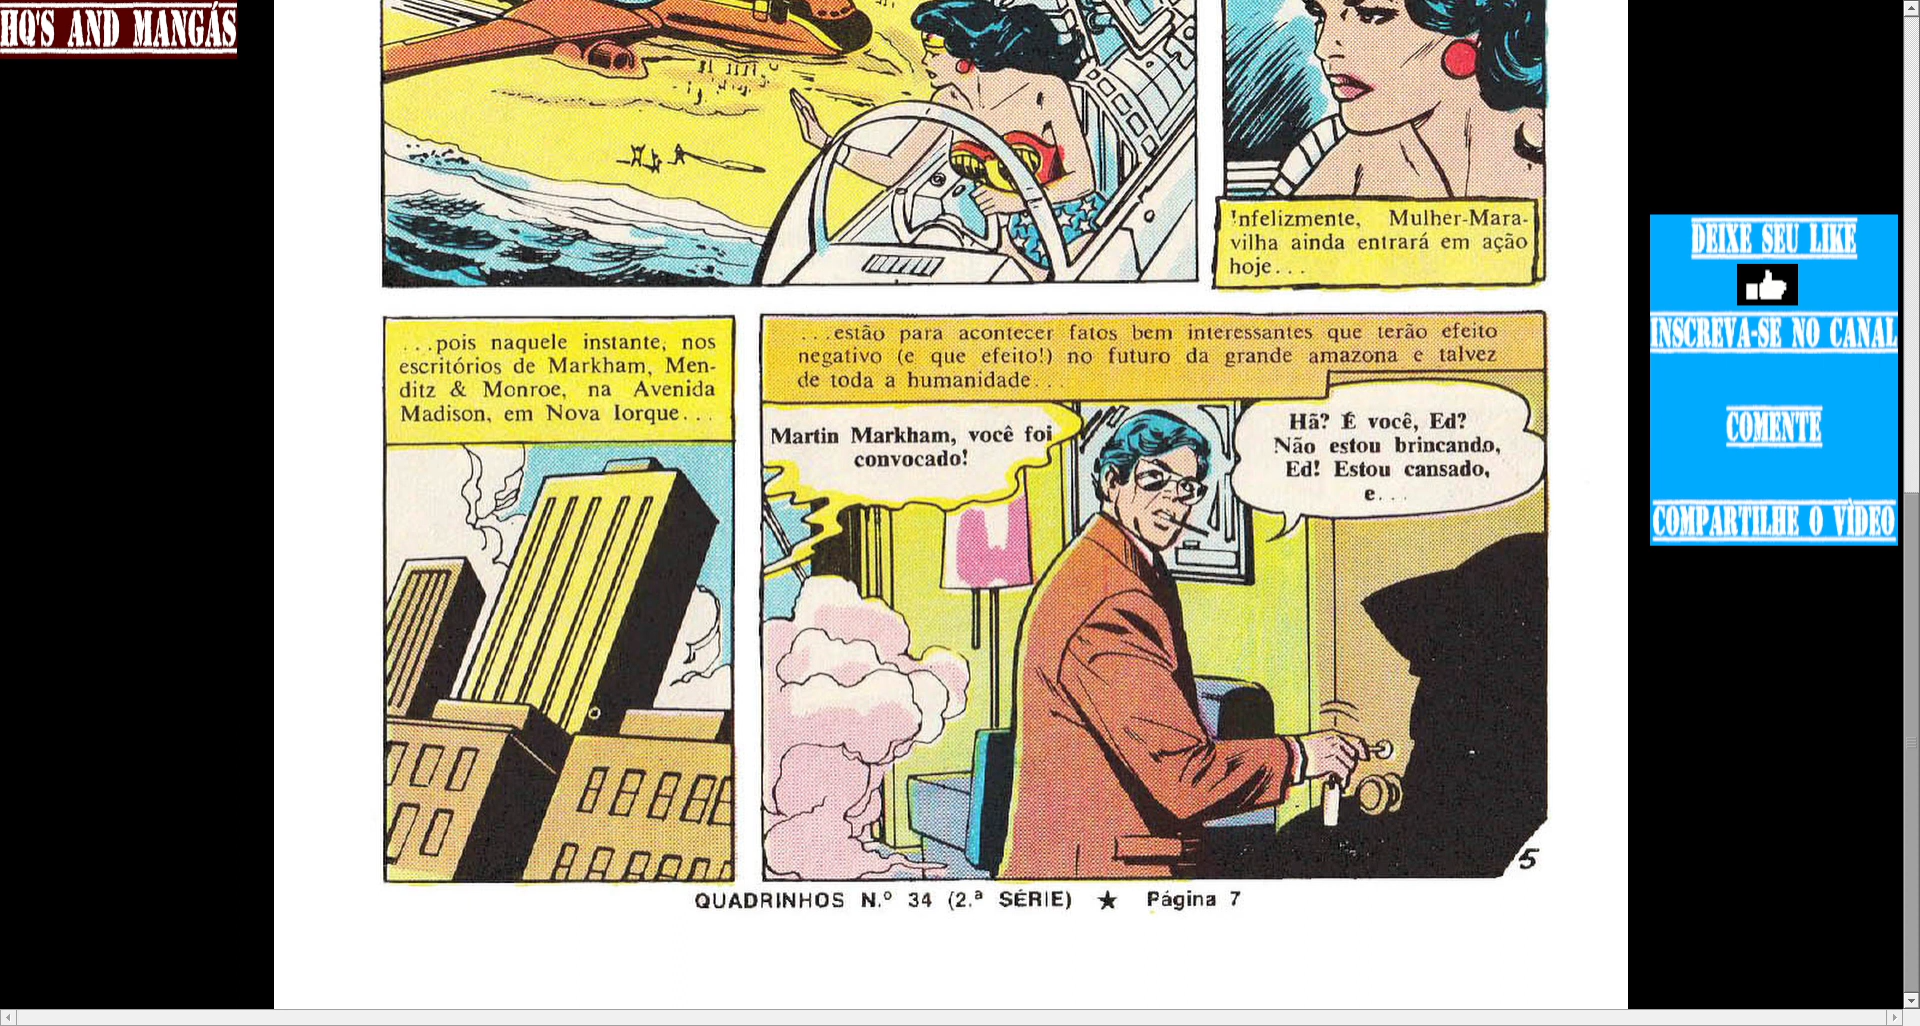 HQ'S AND MANGÁS
Infelizmente, Mulher-Mara-
vilha ainda entrará em ação
hoje...
...pois naquele instante, nos
escritórios de Markham, Men-
ditz & Monroe, na Avenida
Madison, em Nova Iorque...
...estão para acontecer fatos bem interessantes que terão efeito
negativo (e que efeito!) no futuro da grande amazona e talvez
de toda a humanidade...
Martin Markham, você foi
convocado!
Hã? É você, Ed?
Não estou brincando,
Ed! Estou cansado,
e...
5
QUADRINHOS N.º 34 (2.ª SÉRIE) ★ Página 7
DEIXE SEU LIKE
INSCREVA-SE NO CANAL
COMENTE
COMPARTILHE O VÍDEO